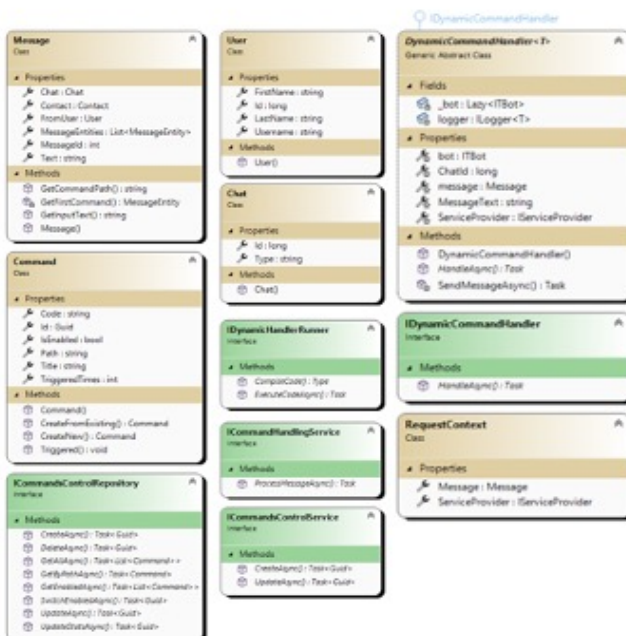 IDynamicCommandHandler
Message
Class
Properties
Chat : Chat
Contact : Contact
FromUser : User
MessageEntities : List<MessageEntity>
MessageId : int
Text : string
Methods
GetCommandPath() : string
GetFirstCommand() : MessageEntity
GetInputText() : string
Message()
Command
Class
Properties
Code : string
Id : Guid
IsEnabled : bool
Path : string
Title : string
TriggeredTimes : int
Methods
Command()
CreateFromExisting() : Command
CreateNew() : Command
Triggered() : void
ICommandsControlRepository
Interface
Methods
CreateAsync() : Task<Guid>
DeleteAsync() : Task<Guid>
GetAllAsync() : Task<List<Command>>
GetByPathAsync() : Task<Command>
GetEnabledAsync() : Task<List<Command>>
SwitchEnabledAsync() : Task<Guid>
UpdateAsync() : Task<Guid>
UpdateStatsAsync() : Task<Guid>
User
Class
Properties
FirstName : string
Id : long
LastName : string
Username : string
Methods
User()
Chat
Class
Properties
Id : long
Type : string
Methods
Chat()
IDynamicHandlerRunner
Interface
Methods
CompileCode() : Type
ExecuteCodeAsync() : Task
ICommandHandlingService
Interface
Methods
ProcessMessageAsync() : Task
ICommandsControlService
Interface
Methods
CreateAsync() : Task<Guid>
UpdateAsync() : Task<Guid>
DynamicCommandHandler<T>
Generic Abstract Class
Fields
_bot : Lazy<ITBot>
logger : ILogger<T>
Properties
bot : ITBot
ChatId : long
message : Message
MessageText : string
ServiceProvider : IServiceProvider
Methods
DynamicCommandHandler()
HandleAsync() : Task
SendMessageAsync() : Task
IDynamicCommandHandler
Interface
Methods
HandleAsync() : Task
RequestContext
Class
Properties
Message : Message
ServiceProvider : IServiceProvider